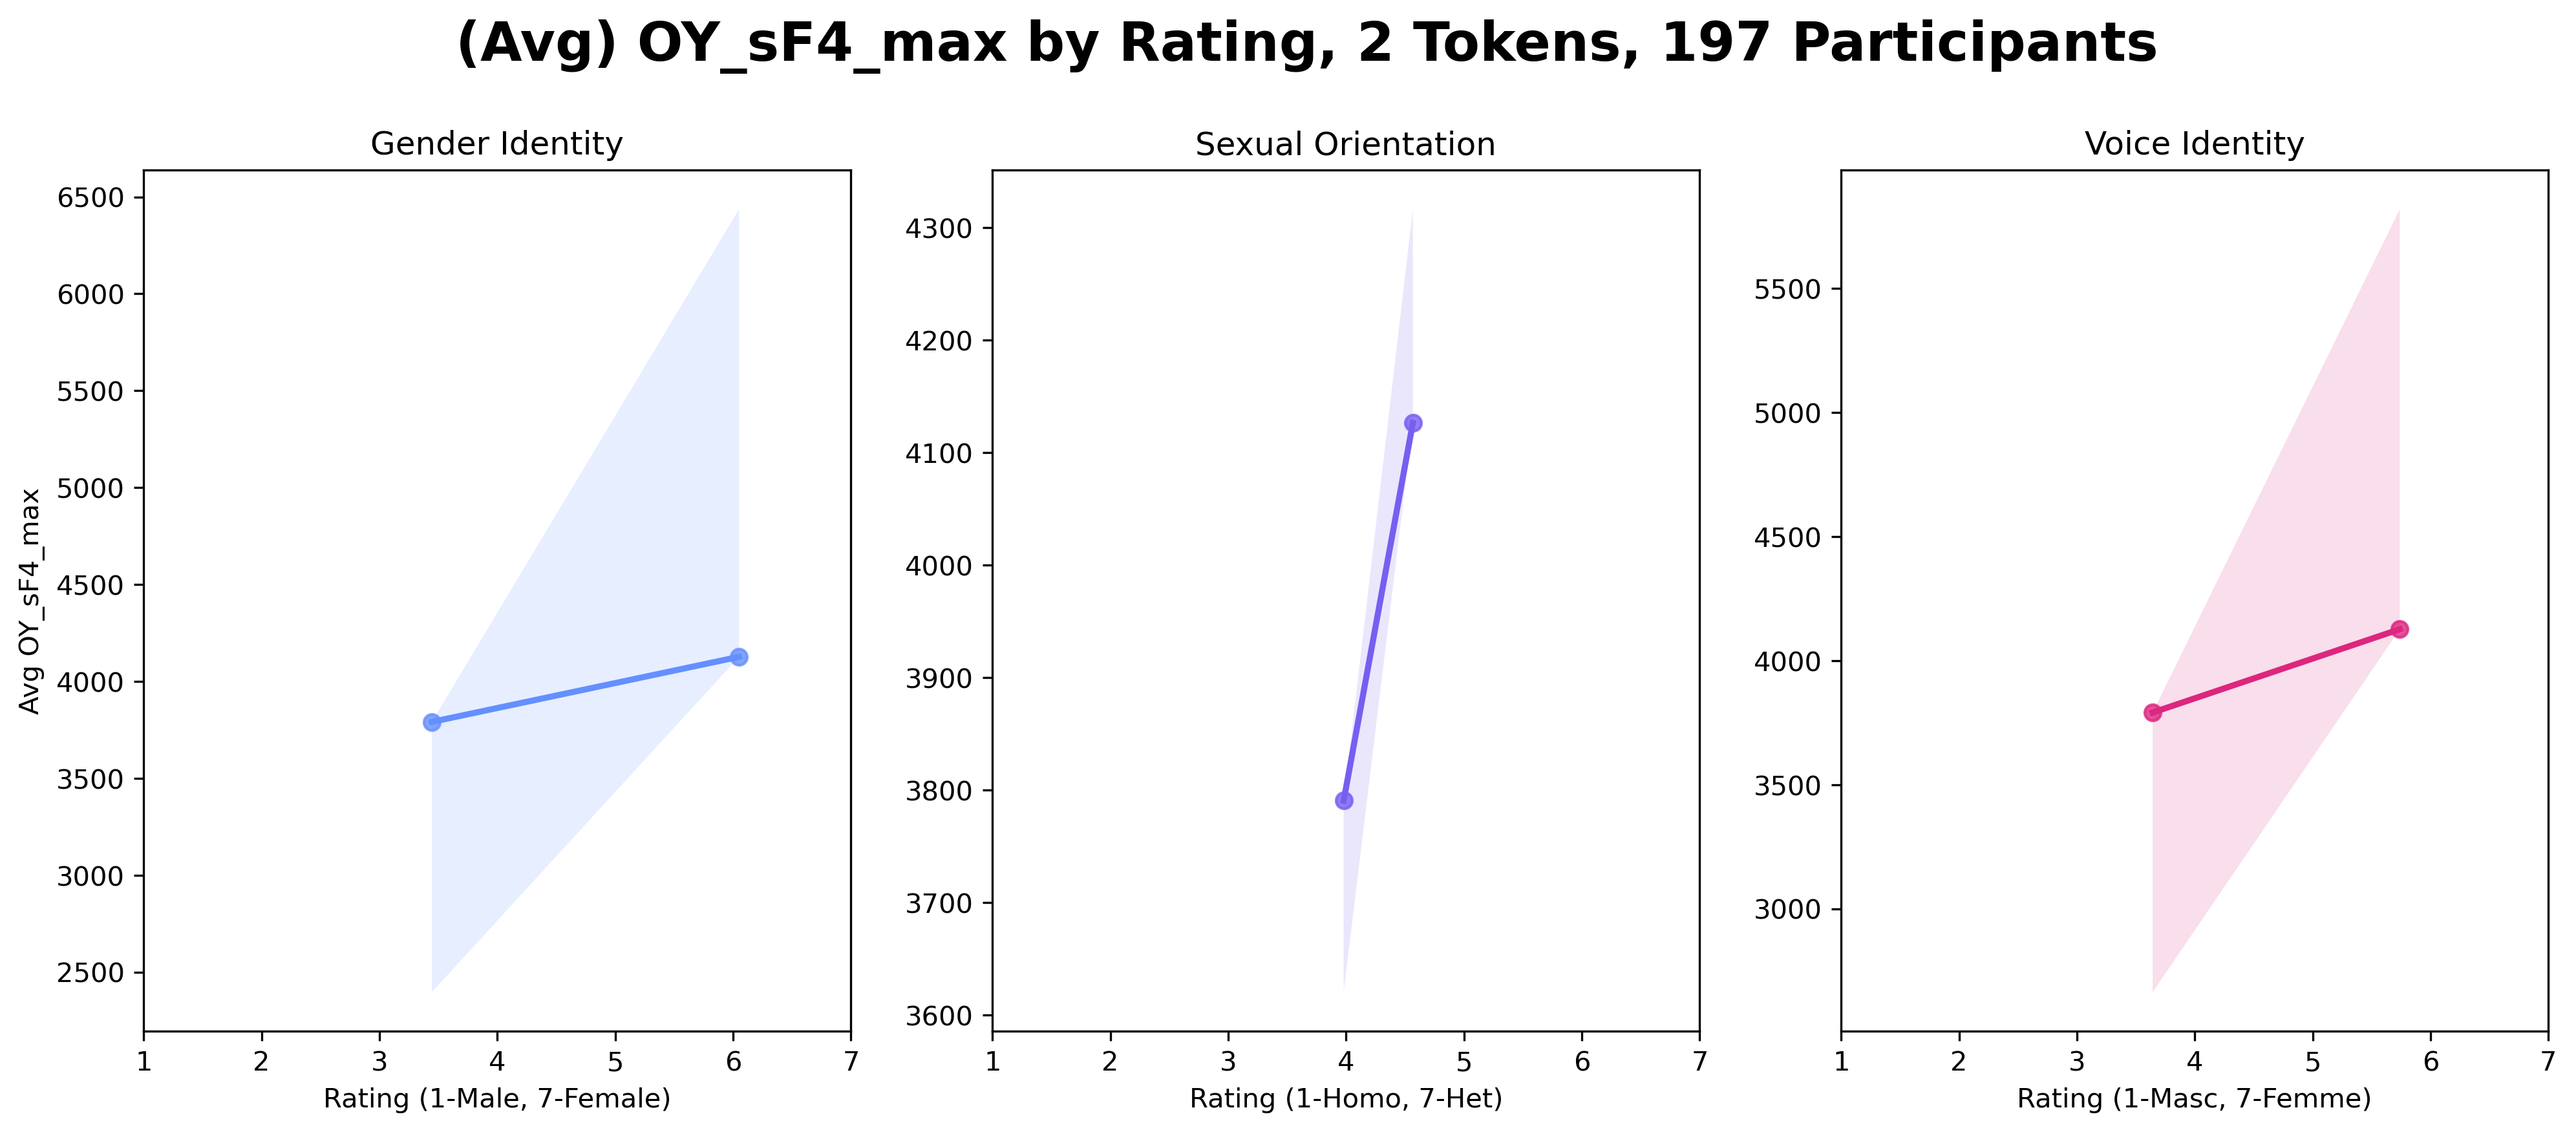 (Avg) OY_sF4_max by Rating, 2 Tokens, 197 Participants
Gender Identity
Avg OY_sF4_max
6500
6000
5500
5000
4500
4000
3500
3000
2500
1 2 3 4 5 6 7
Rating (1-Male, 7-Female)
Sexual Orientation
4300
4200
4100
4000
3900
3800
3700
3600
1 2 3 4 5 6 7
Rating (1-Homo, 7-Het)
Voice Identity
5500
5000
4500
4000
3500
3000
1 2 3 4 5 6 7
Rating (1-Masc, 7-Femme)